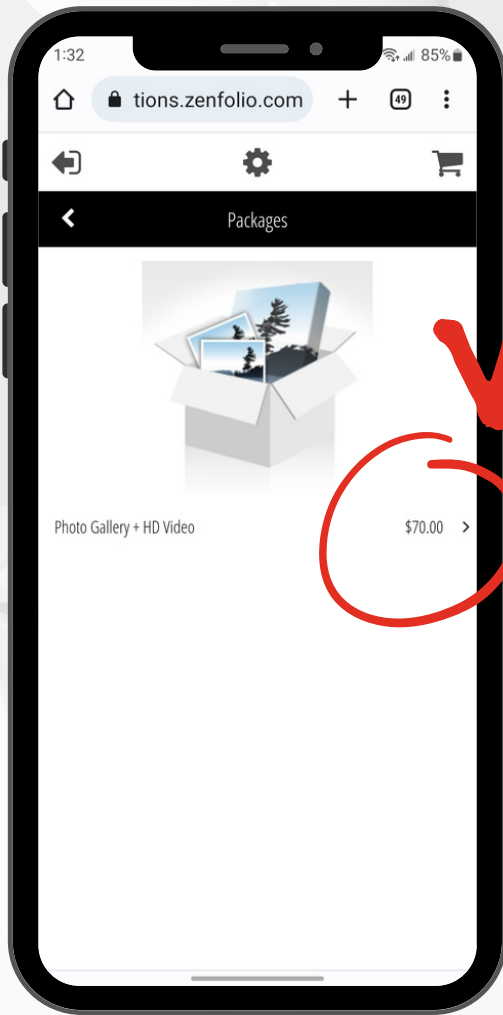 1:32
85%
tions.zenfolio.com
49
Packages
Photo Gallery + HD Video
$70.00